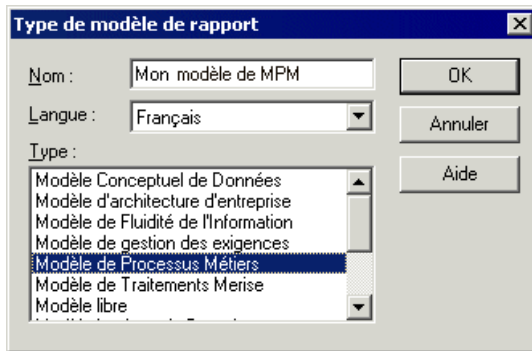 Type de modèle de rapport
Nom : Mon modèle de MPM OK
Langue : Français Annuler
Type : Aide
Modèle Conceptuel de Données
Modèle d'architecture d'entreprise
Modèle de Fluidité de l'Information
Modèle de gestion des exigences
Modèle de Processus Métiers
Modèle de Traitements Merise
Modèle libre